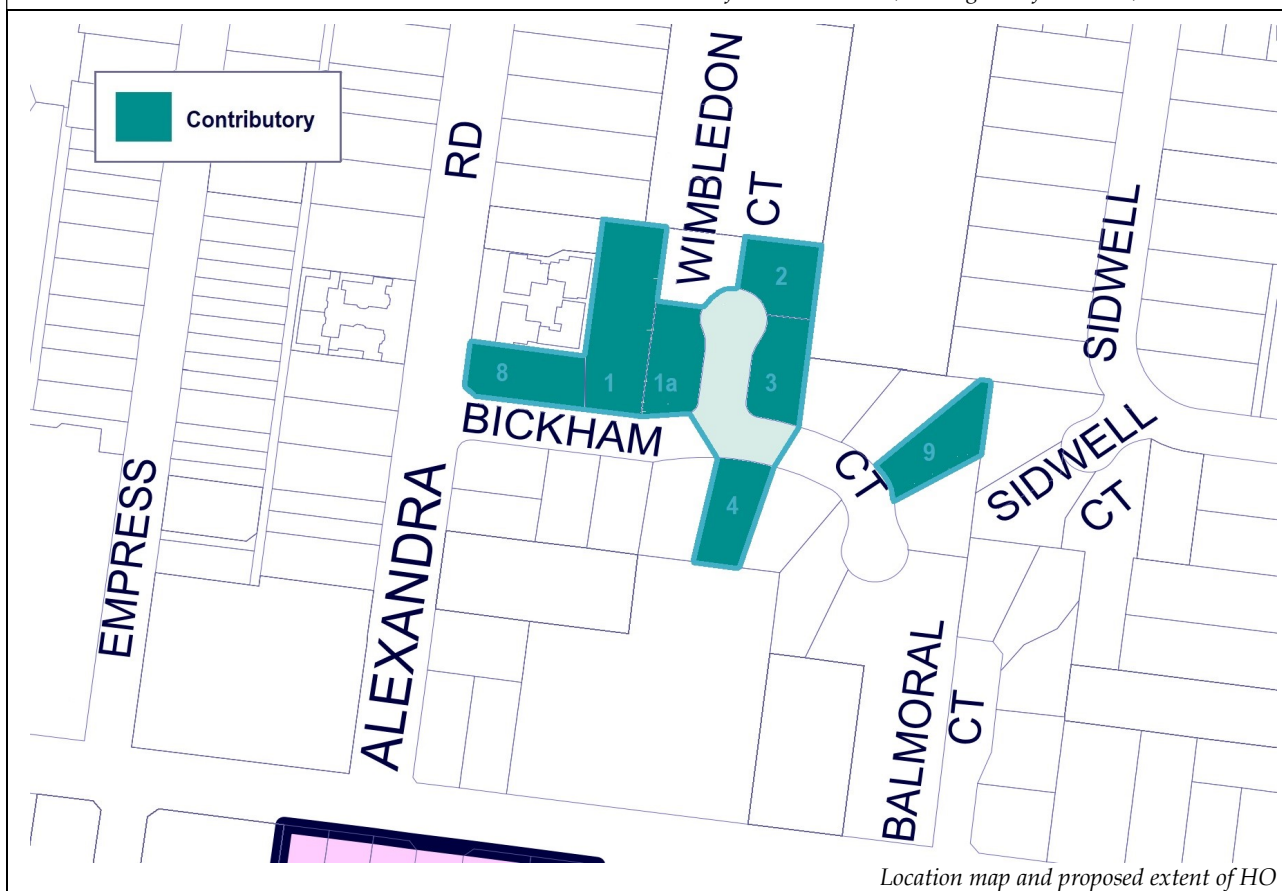 Contributory
RD
WIMBLEDON
CT
2
SIDWELL
8
1
1a
3
BICKHAM
9
SIDWELL
CT
CT
4
EMPRESS
ALEXANDRA
BALMORAL
CT
Location map and proposed extent of HO